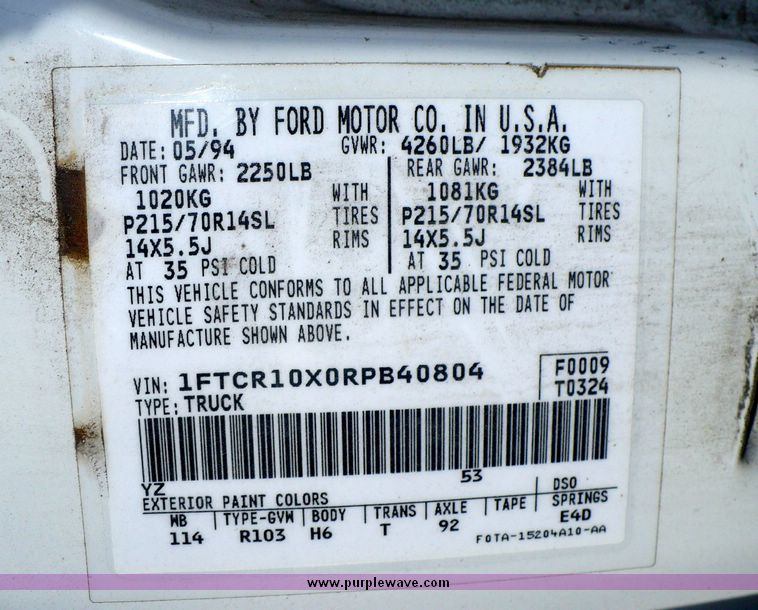 MFD. BY FORD MOTOR CO. IN U.S.A.
DATE: 05/94 GVWR: 4260LB/ 1932KG
FRONT GAWR: 2250LB REAR GAWR: 2384LB
1020KG WITH 1081KG WITH
P215/70R14SL TIRES P215/70R14SL TIRES
14X5.5J RIMS 14X5.5J RIMS
AT 35 PSI COLD AT 35 PSI COLD
THIS VEHICLE CONFORMS TO ALL APPLICABLE FEDERAL MOTOR
VEHICLE SAFETY STANDARDS IN EFFECT ON THE DATE OF
MANUFACTURE SHOWN ABOVE.
VIN: 1FTCR10X0RPB40804 F0009
TYPE: TRUCK T0324
YZ 53
EXTERIOR PAINT COLORS DSO
WB TYPE-GVW BODY TRANS AXLE TAPE SPRINGS
114 R103 H6 T 92 E4D
F0TA-15204A10-AA
www.purplewave.com